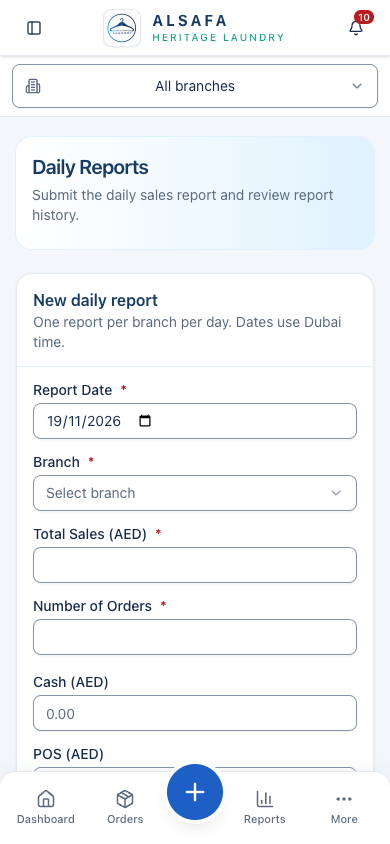 ALSAFA
HERITAGE LAUNDRY
10
All branches
Daily Reports
Submit the daily sales report and review report
history.
New daily report
One report per branch per day. Dates use Dubai
time.
Report Date *
19/11/2026
Branch *
Select branch
Total Sales (AED) *
Number of Orders *
Cash (AED)
0.00
POS (AED)
Dashboard
Orders
Reports
More